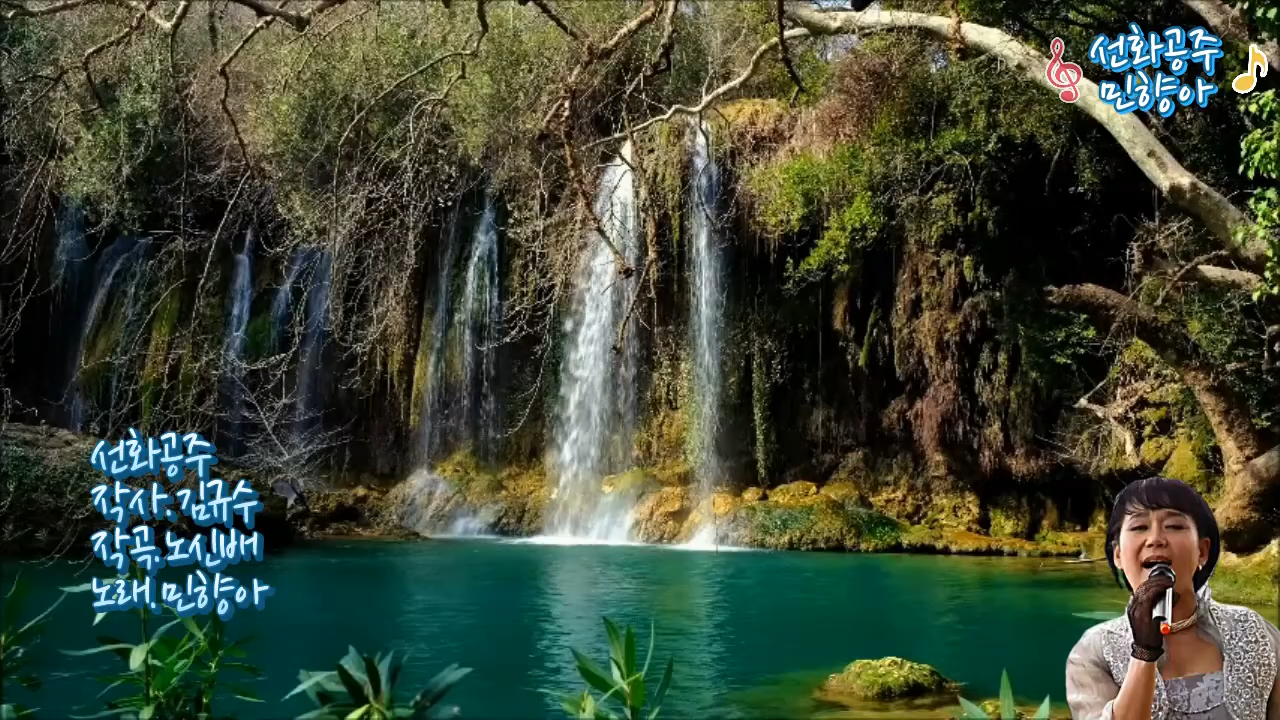 선화공주
민향아
선화공주
작사. 김규수
작곡.노신배
노래. 민향아